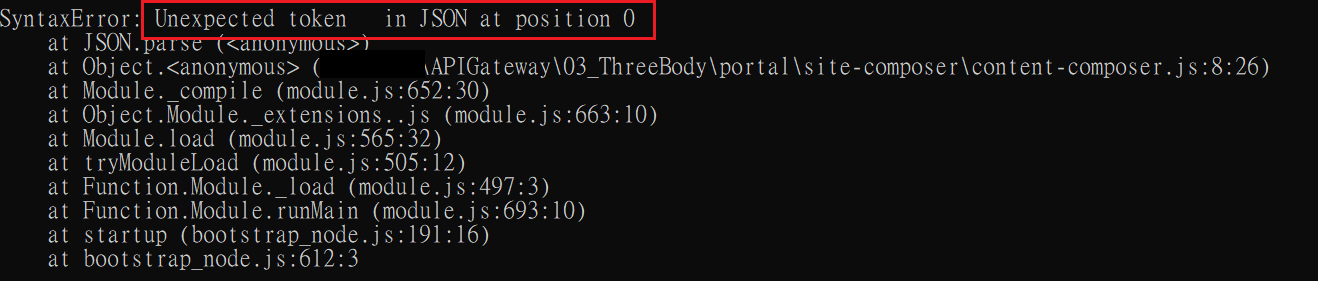 SyntaxError: Unexpected token   in JSON at position 0
    at JSON.parse (<anonymous>)
    at Object.<anonymous> (\APIGateway\03_ThreeBody\portal\site-composer\content-composer.js:8:26)
    at Module._compile (module.js:652:30)
    at Object.Module._extensions..js (module.js:663:10)
    at Module.load (module.js:565:32)
    at tryModuleLoad (module.js:505:12)
    at Function.Module._load (module.js:497:3)
    at Function.Module.runMain (module.js:693:10)
    at startup (bootstrap_node.js:191:16)
    at bootstrap_node.js:612:3